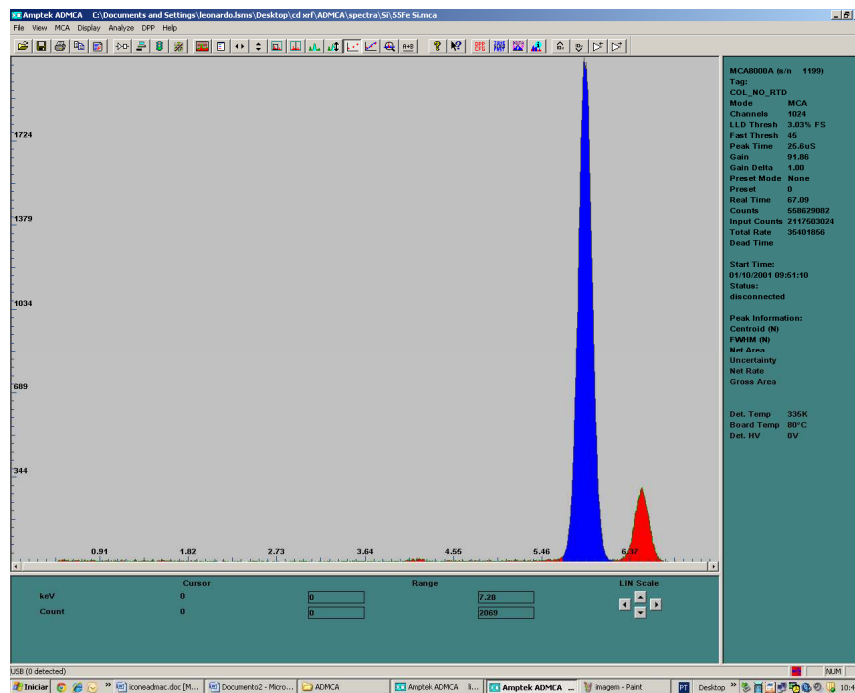 Amptek ADMCA C:\Documents and Settings\leonardo.lsms\Desktop\cd xrf\ADMCA\spectra\Si\55Fe Si.mca
File View MCA Display Analyze DPP Help
A+B
1724
1379
1034
689
344
0.91 1.82 2.73 3.64 4.55 5.46 6.37
MCA8000A (s/n 1199)
Tag:
COL_NO_RTD
Mode MCA
Channels 1024
LLD Thresh 3.03% FS
Fast Thresh 45
Peak Time 25.6uS
Gain 91.86
Gain Delta 1.00
Preset Mode None
Preset 0
Real Time 67.09
Counts 558629082
Input Counts 2117503024
Total Rate 35401856
Dead Time
Start Time:
01/10/2001 09:51:10
Status:
disconnected
Peak Information:
Centroid (N)
FWHM (N)
Net Area
Uncertainty
Net Rate
Gross Area
Det. Temp 335K
Board Temp 80°C
Det. HV 0V
Cursor Range LIN Scale
keV 0 0 7.28
Count 0 0 2069
USB (0 detected) NUM
Iniciar » iconeadmac.doc [M... Documento2 - Micro... ADMCA Amptek ADMCA Amptek ADMCA ... imagem - Paint PT Desktop »